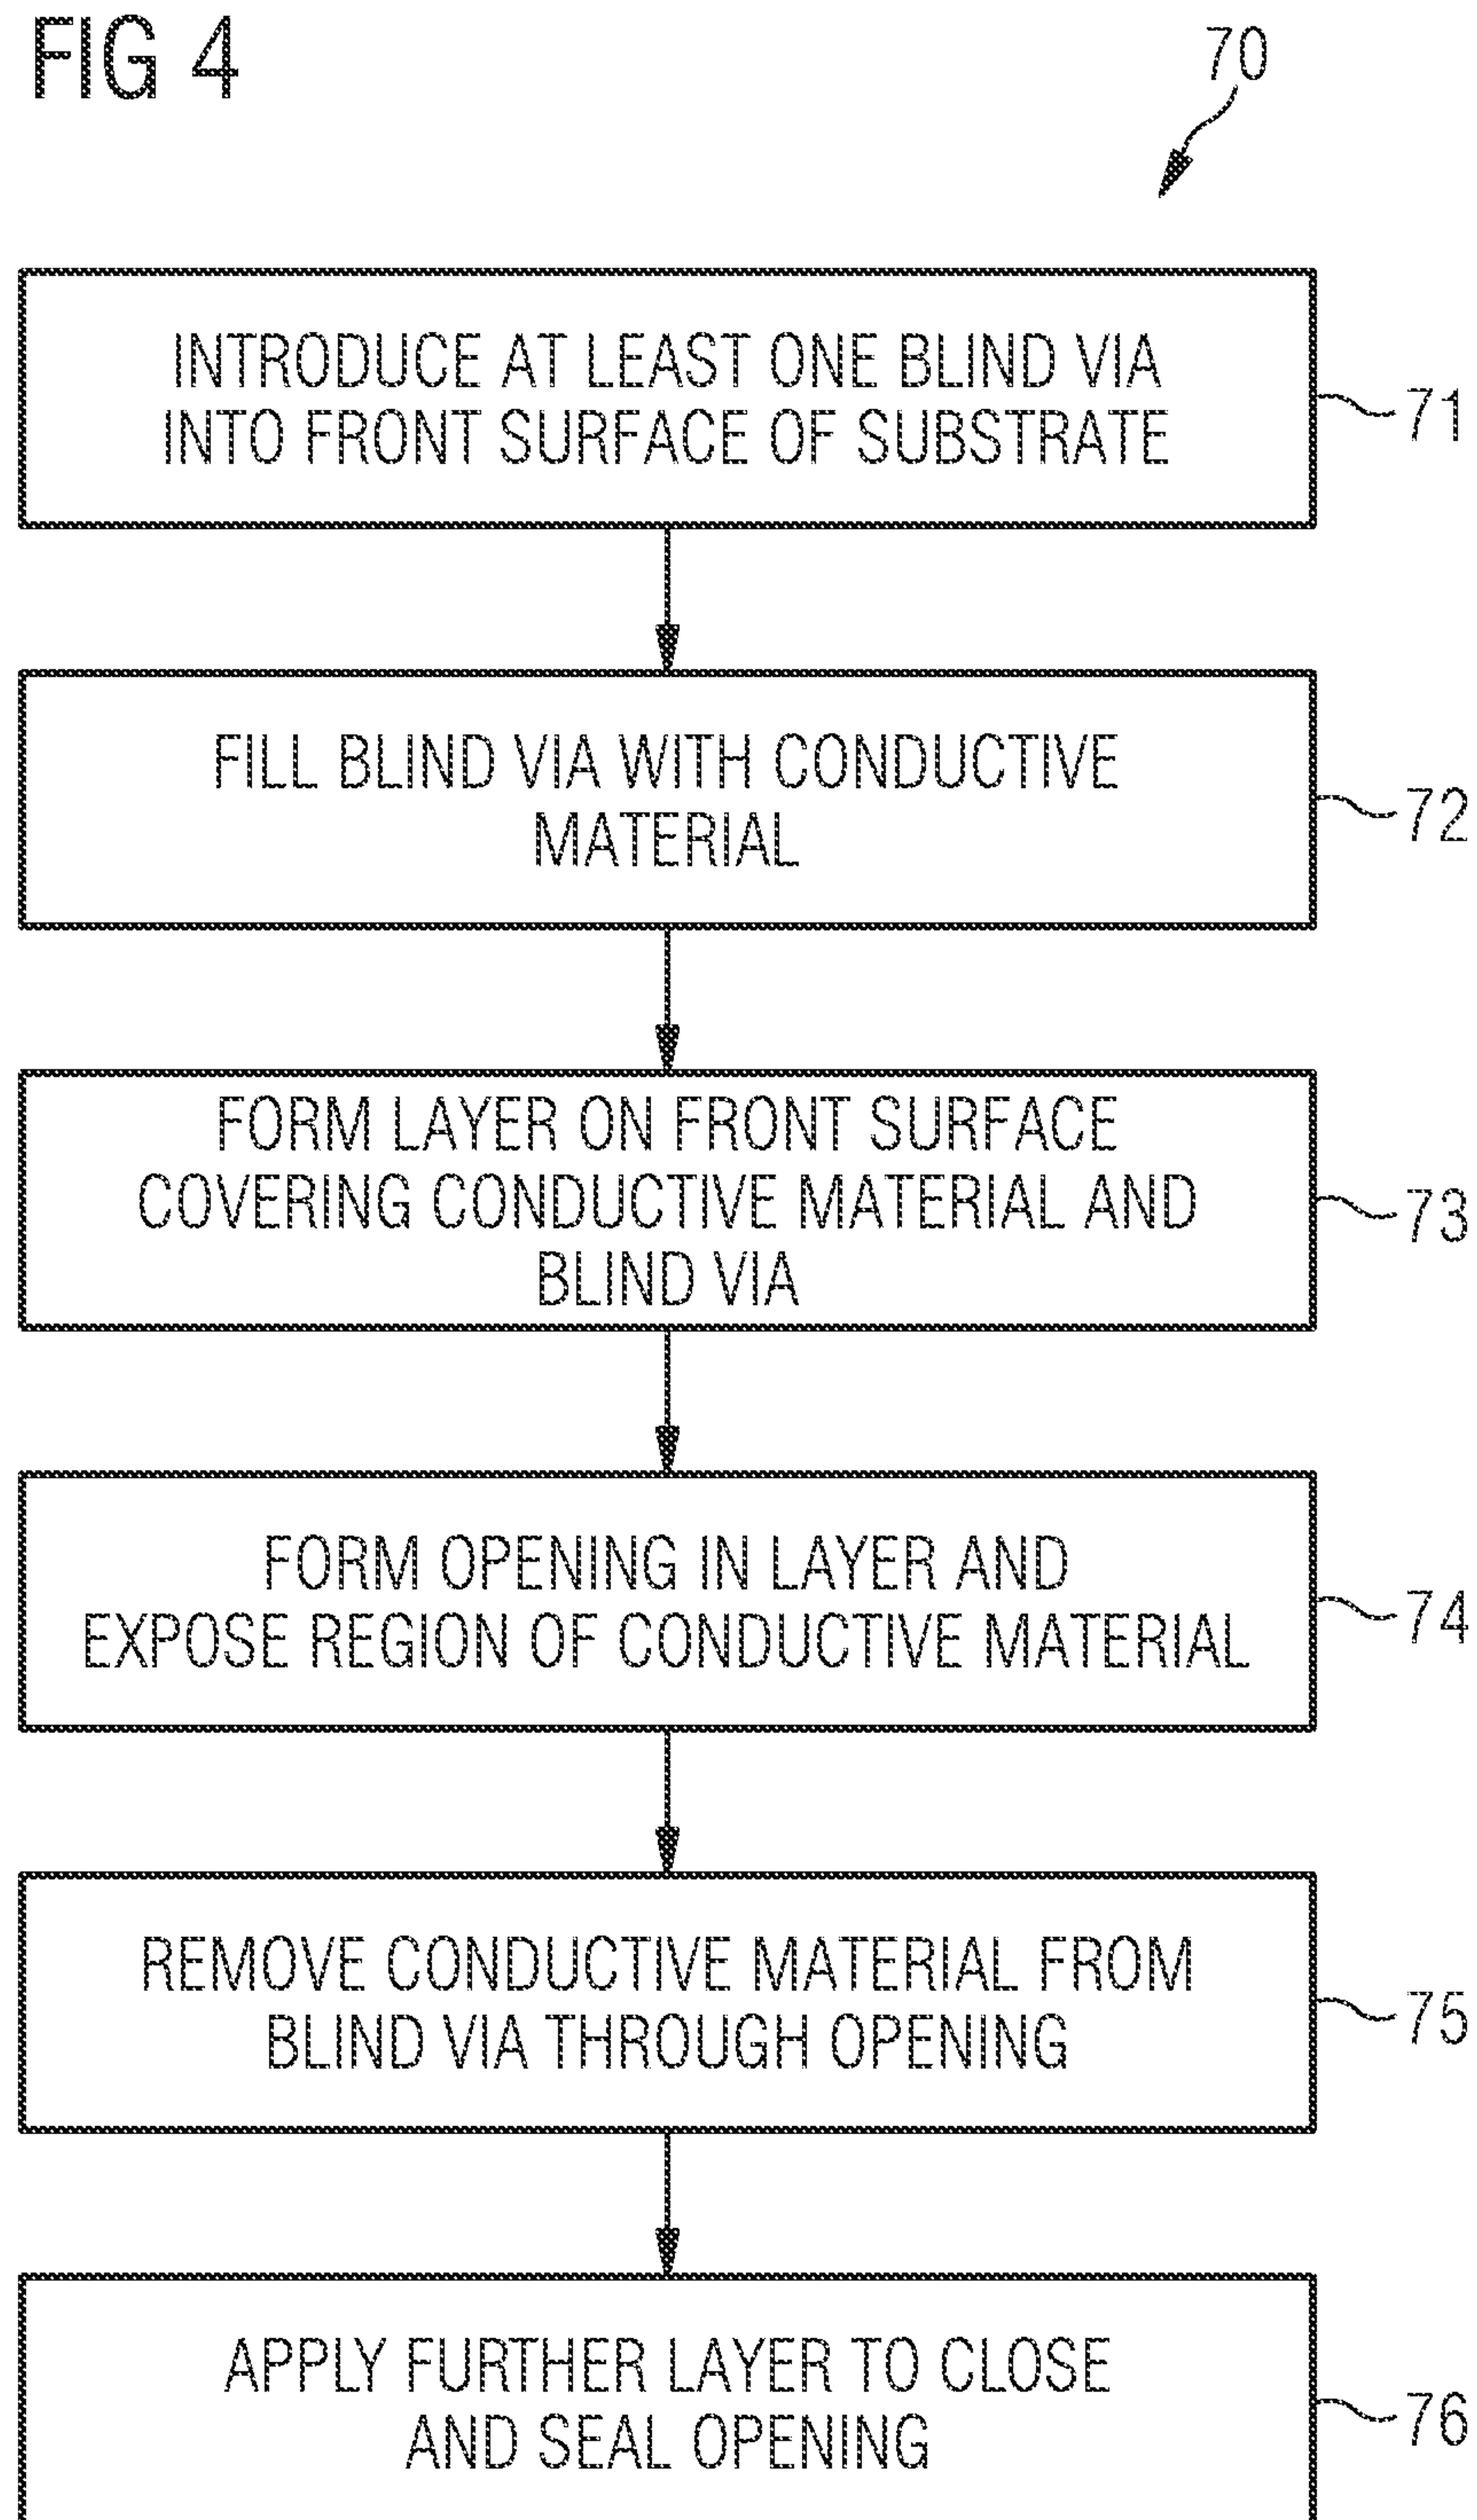 FIG 4
70
INTRODUCE AT LEAST ONE BLIND VIA
INTO FRONT SURFACE OF SUBSTRATE
71
FILL BLIND VIA WITH CONDUCTIVE
MATERIAL
72
FORM LAYER ON FRONT SURFACE
COVERING CONDUCTIVE MATERIAL AND
BLIND VIA
73
FORM OPENING IN LAYER AND
EXPOSE REGION OF CONDUCTIVE MATERIAL
74
REMOVE CONDUCTIVE MATERIAL FROM
BLIND VIA THROUGH OPENING
75
APPLY FURTHER LAYER TO CLOSE
AND SEAL OPENING
76